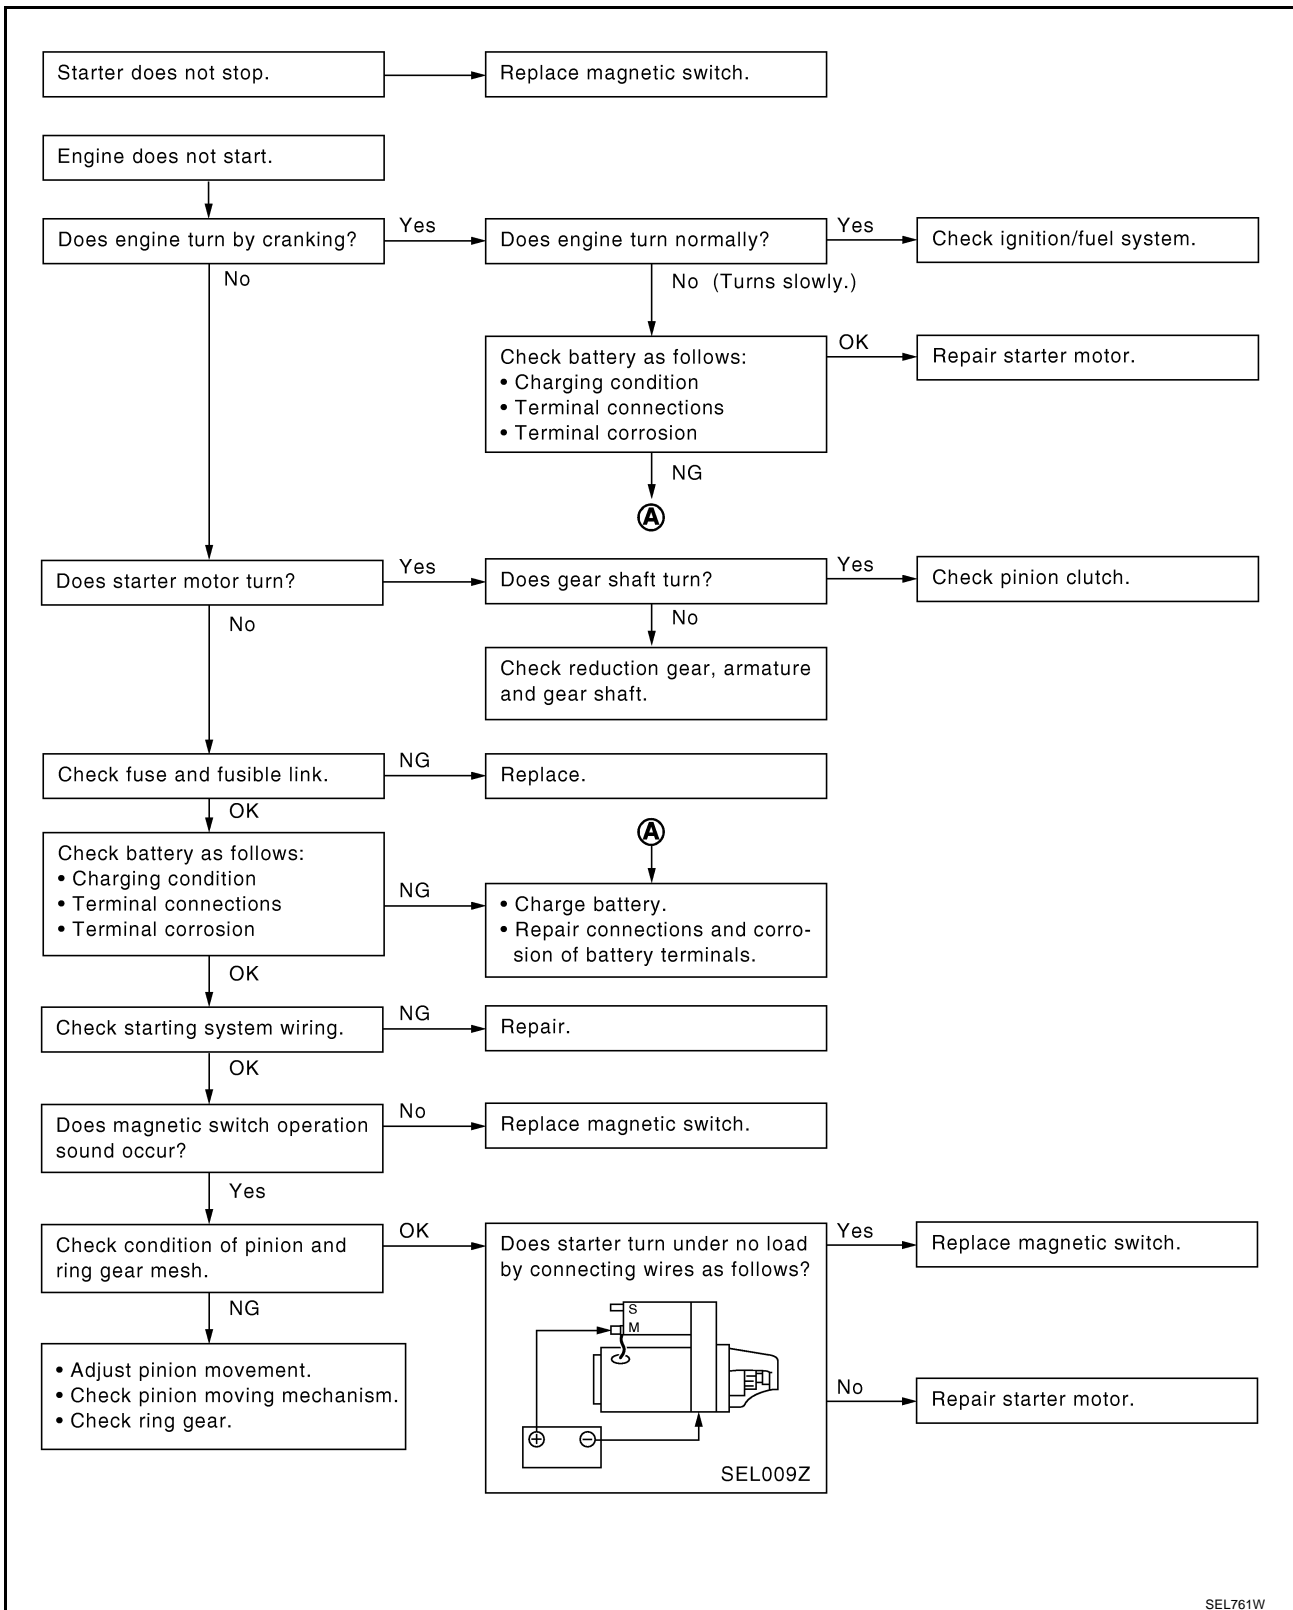 Starter does not stop.
Replace magnetic switch.
Engine does not start.
Does engine turn by cranking?
Yes
Does engine turn normally?
Yes
Check ignition/fuel system.
No
No (Turns slowly.)
Check battery as follows:
• Charging condition
• Terminal connections
• Terminal corrosion
OK
Repair starter motor.
NG
A
Does starter motor turn?
Yes
Does gear shaft turn?
Yes
Check pinion clutch.
No
No
Check reduction gear, armature
and gear shaft.
Check fuse and fusible link.
NG
Replace.
OK
A
Check battery as follows:
• Charging condition
• Terminal connections
• Terminal corrosion
NG
• Charge battery.
• Repair connections and corro-
sion of battery terminals.
OK
Check starting system wiring.
NG
Repair.
OK
Does magnetic switch operation
sound occur?
No
Replace magnetic switch.
Yes
Check condition of pinion and
ring gear mesh.
OK
Does starter turn under no load
by connecting wires as follows?
S
M
+
−
SEL009Z
Yes
Replace magnetic switch.
No
Repair starter motor.
NG
• Adjust pinion movement.
• Check pinion moving mechanism.
• Check ring gear.
SEL761W